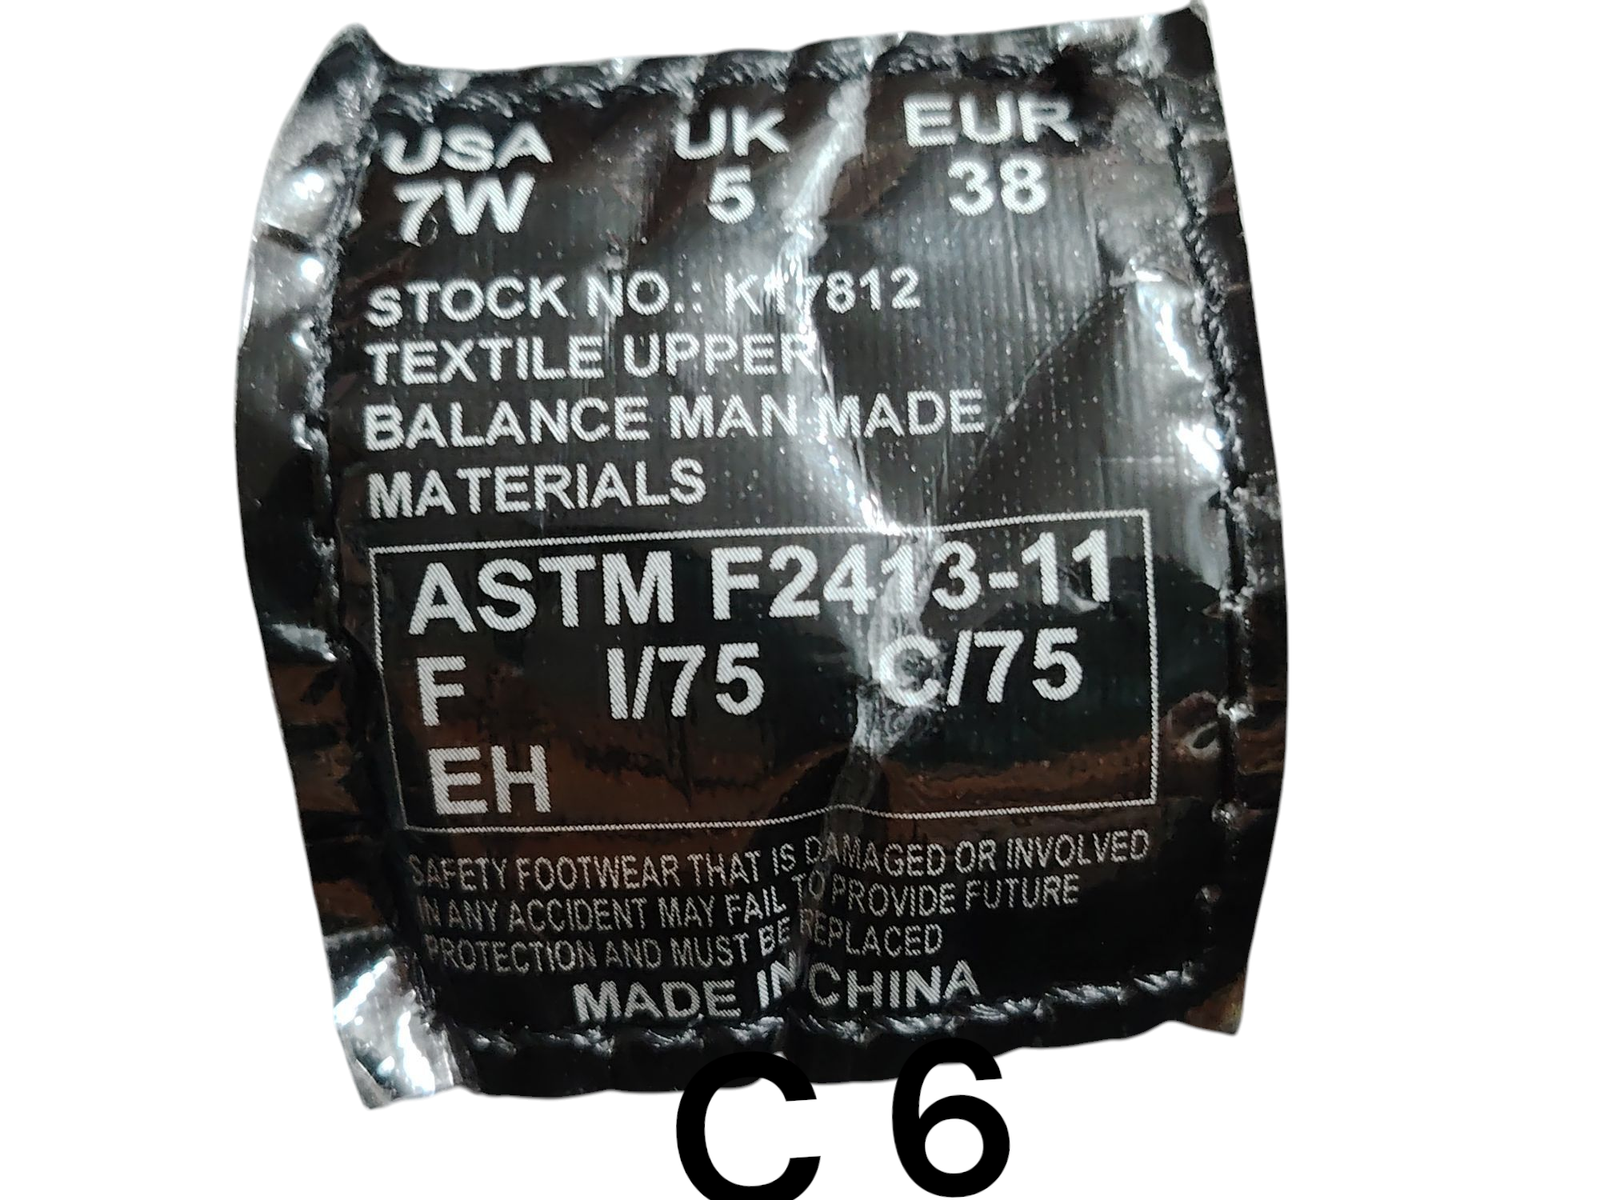 USA UK EUR
7W 5 38
STOCK NO.: K17812
TEXTILE UPPER
BALANCE MAN MADE
MATERIALS
ASTM F2413-11
F I/75 C/75
EH
SAFETY FOOTWEAR THAT IS DAMAGED OR INVOLVED
IN ANY ACCIDENT MAY FAIL TO PROVIDE FUTURE
PROTECTION AND MUST BE REPLACED
MADE IN CHINA
C 6